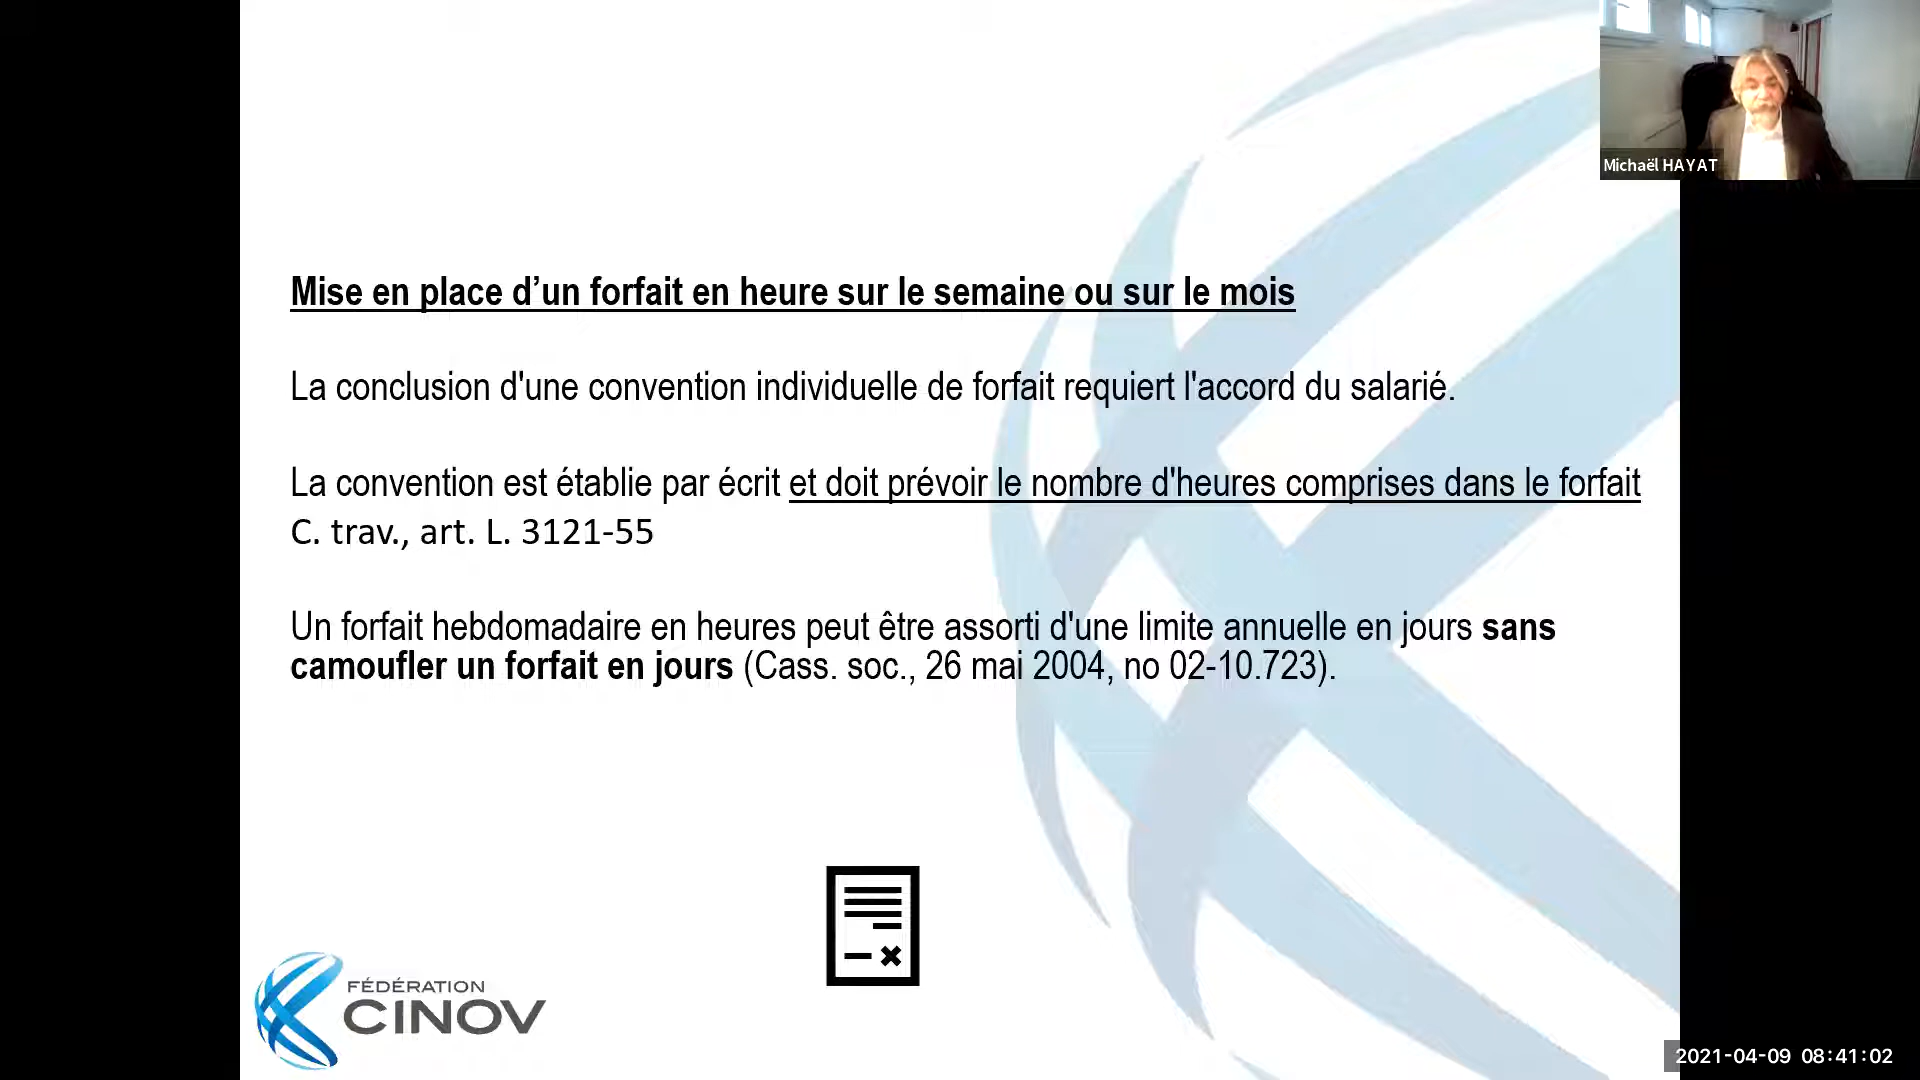 Michaël HAYAT
Mise en place d’un forfait en heure sur le semaine ou sur le mois
La conclusion d'une convention individuelle de forfait requiert l'accord du salarié.
La convention est établie par écrit et doit prévoir le nombre d'heures comprises dans le forfait
C. trav., art. L. 3121-55
Un forfait hebdomadaire en heures peut être assorti d'une limite annuelle en jours sans
camoufler un forfait en jours (Cass. soc., 26 mai 2004, no 02-10.723).
FÉDÉRATION
CINOV
2021-04-09 08:41:02